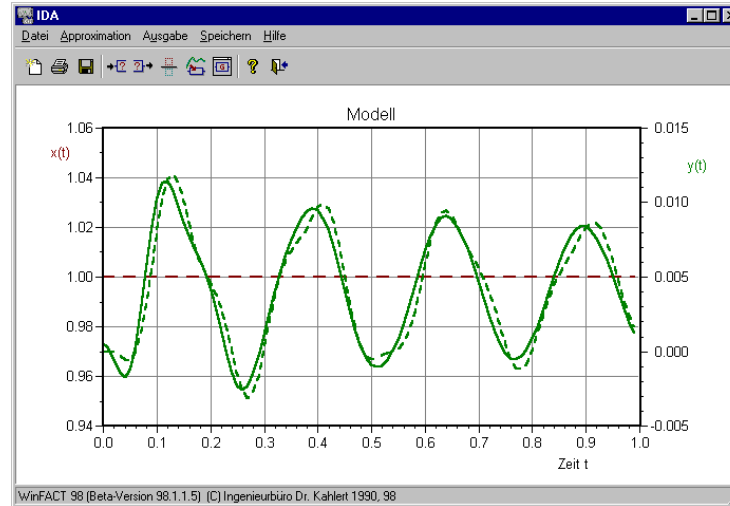 IDA
Datei Approximation Ausgabe Speichern Hilfe
Modell
1.06
0.015
x(t)
y(t)
1.04
0.010
1.02
1.00
0.005
0.98
0.000
0.96
0.94
-0.005
0.0 0.1 0.2 0.3 0.4 0.5 0.6 0.7 0.8 0.9 1.0
Zeit t
WinFACT 98 (Beta-Version 98.1.1.5) (C) Ingenieurbüro Dr. Kahlert 1990, 98